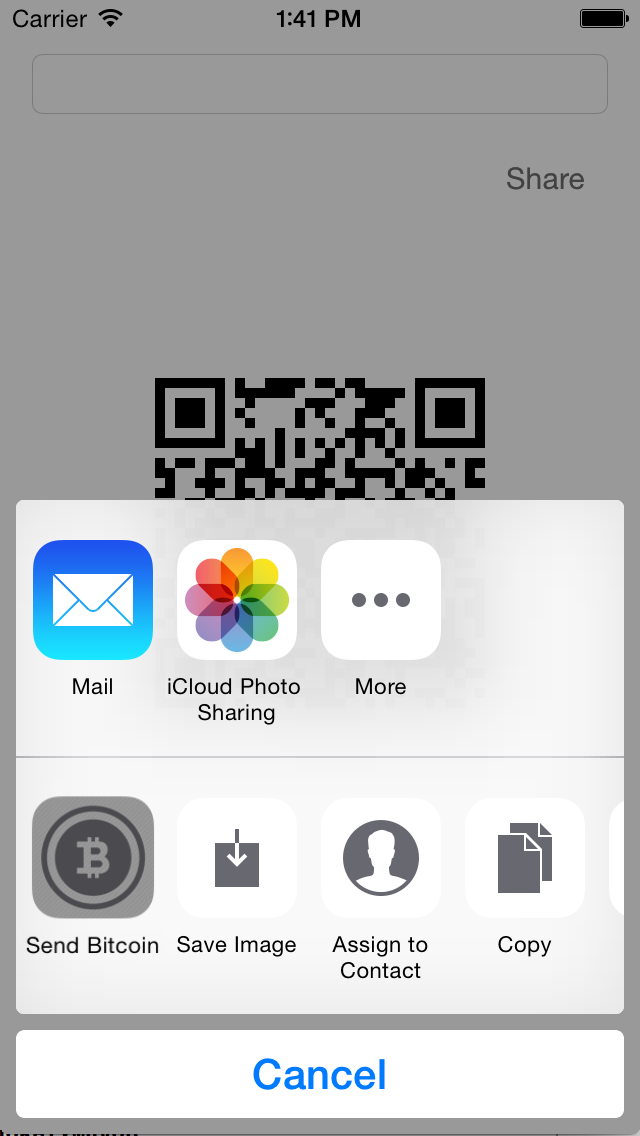 Carrier 1:41 PM
Share
Mail
iCloud Photo
Sharing
More
Send Bitcoin
Save Image
Assign to
Contact
Copy
Cancel